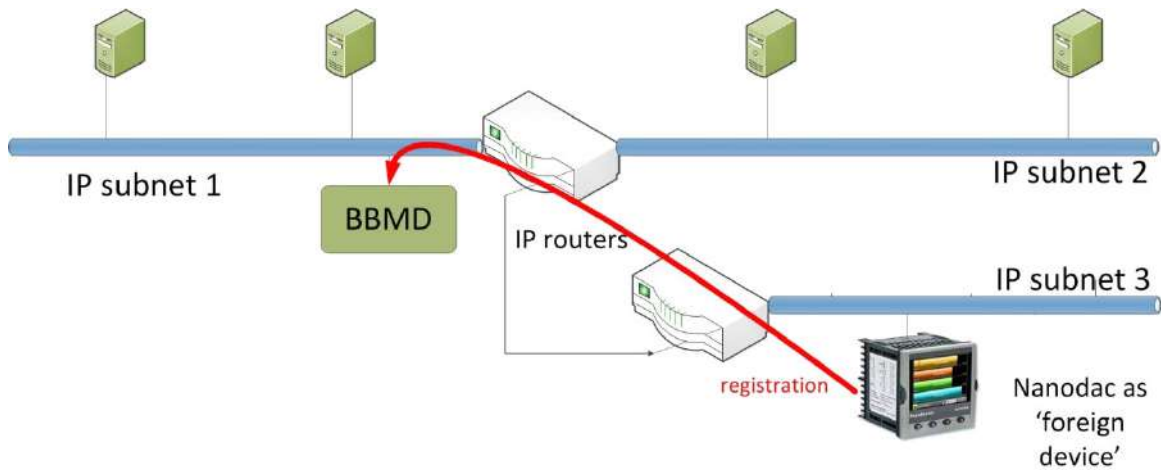 IP subnet 1
IP subnet 2
BBMD
IP routers
IP subnet 3
registration
Nanodac as
‘foreign
device’